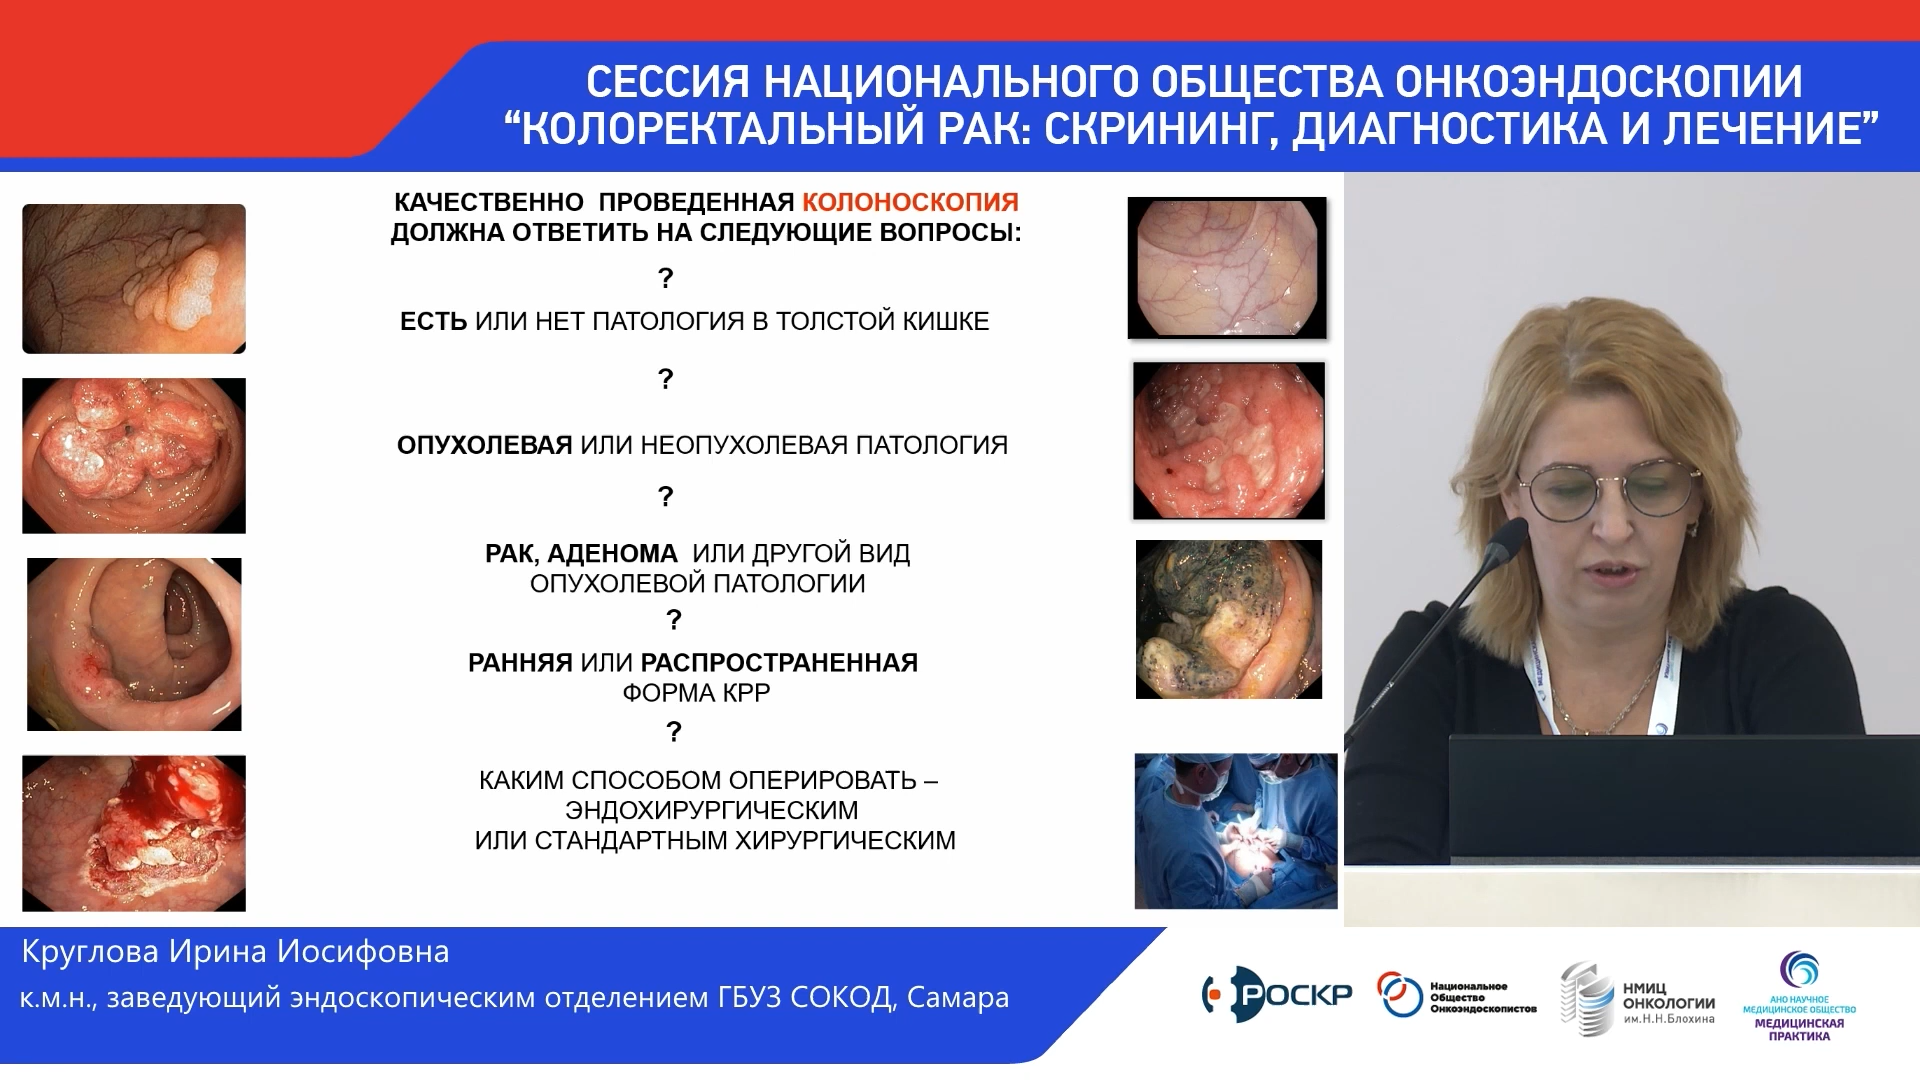 СЕССИЯ НАЦИОНАЛЬНОГО ОБЩЕСТВА ОНКОЭНДОСКОПИИ
“КОЛОРЕКТАЛЬНЫЙ РАК: СКРИНИНГ, ДИАГНОСТИКА И ЛЕЧЕНИЕ”
КАЧЕСТВЕННО ПРОВЕДЕННАЯ КОЛОНОСКОПИЯ
ДОЛЖНА ОТВЕТИТЬ НА СЛЕДУЮЩИЕ ВОПРОСЫ:
?
ЕСТЬ ИЛИ НЕТ ПАТОЛОГИЯ В ТОЛСТОЙ КИШКЕ
?
ОПУХОЛЕВАЯ ИЛИ НЕОПУХОЛЕВАЯ ПАТОЛОГИЯ
?
РАК, АДЕНОМА ИЛИ ДРУГОЙ ВИД
ОПУХОЛЕВОЙ ПАТОЛОГИИ
?
РАННЯЯ ИЛИ РАСПРОСТРАНЕННАЯ
ФОРМА КРР
?
КАКИМ СПОСОБОМ ОПЕРИРОВАТЬ –
ЭНДОХИРУРГИЧЕСКИМ
ИЛИ СТАНДАРТНЫМ ХИРУРГИЧЕСКИМ
Круглова Ирина Иосифовна
к.м.н., заведующий эндоскопическим отделением ГБУЗ СОКОД, Самара
РОСКР
Национальное
Общество
Онкоэндоскопистов
НМИЦ
ОНКОЛОГИИ
им.Н.Н.Блохина
АНО НАУЧНОЕ
МЕДИЦИНСКОЕ ОБЩЕСТВО
МЕДИЦИНСКАЯ
ПРАКТИКА